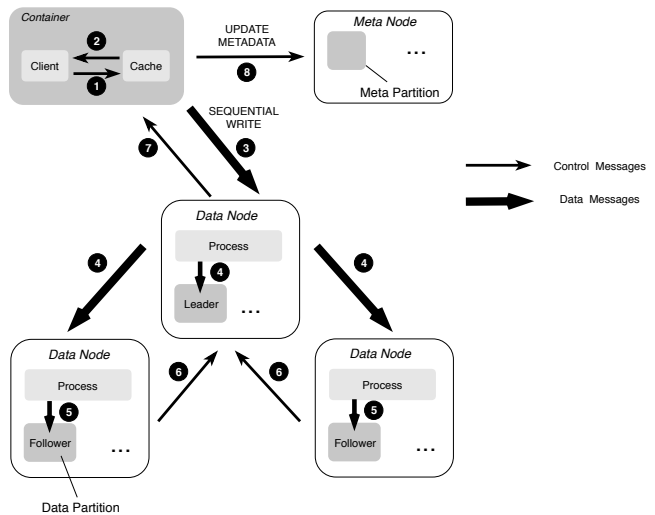 Container
Client
2
Cache
1
UPDATE
METADATA
8
Meta Node
...
Meta Partition
SEQUENTIAL
WRITE
3
7
Control Messages
Data Messages
Data Node
Process
4
Leader
...
4
4
Data Node
Process
5
Follower
...
Data Partition
6
6
Data Node
Process
5
Follower
...